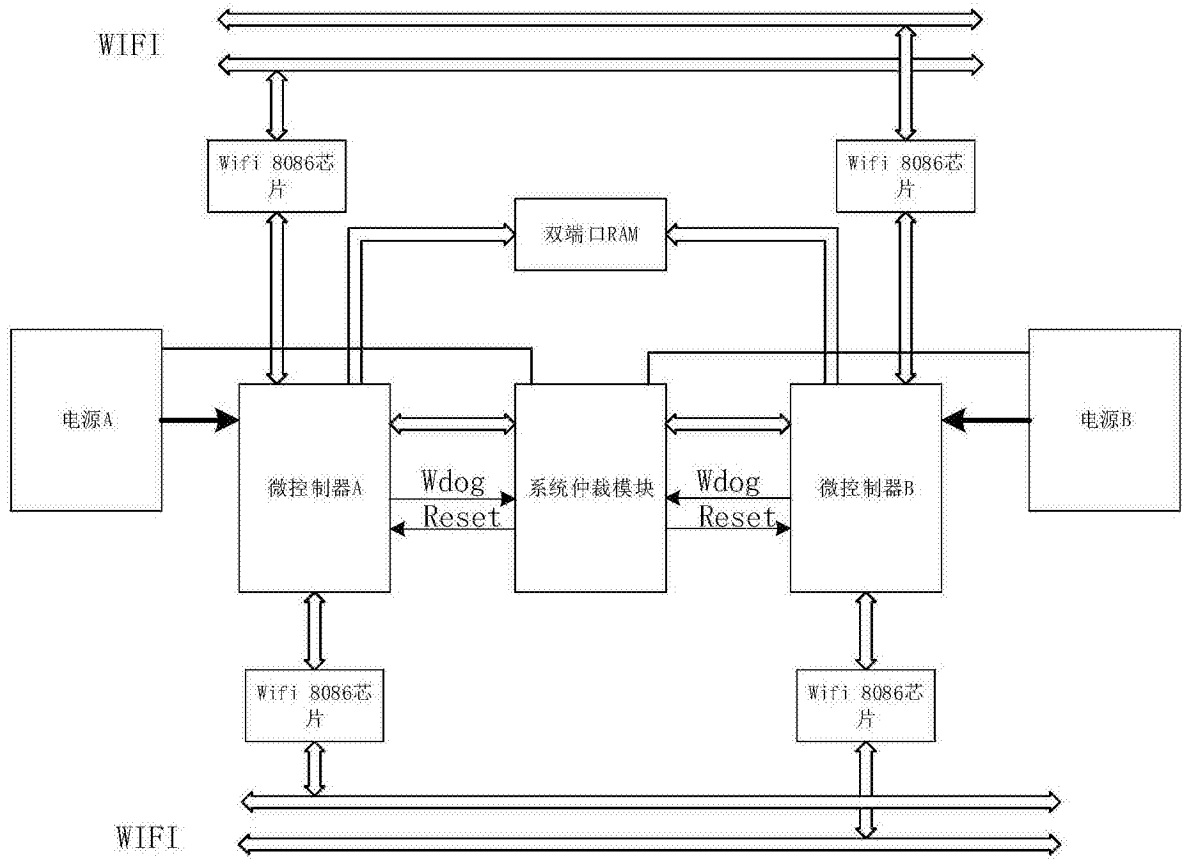 WIFI
Wifi 8086芯
片
Wifi 8086芯
片
双端口RAM
电源A
电源B
微控制器A
Wdog
Reset
系统仲裁模块
Wdog
Reset
微控制器B
Wifi 8086芯
片
Wifi 8086芯
片
WIFI